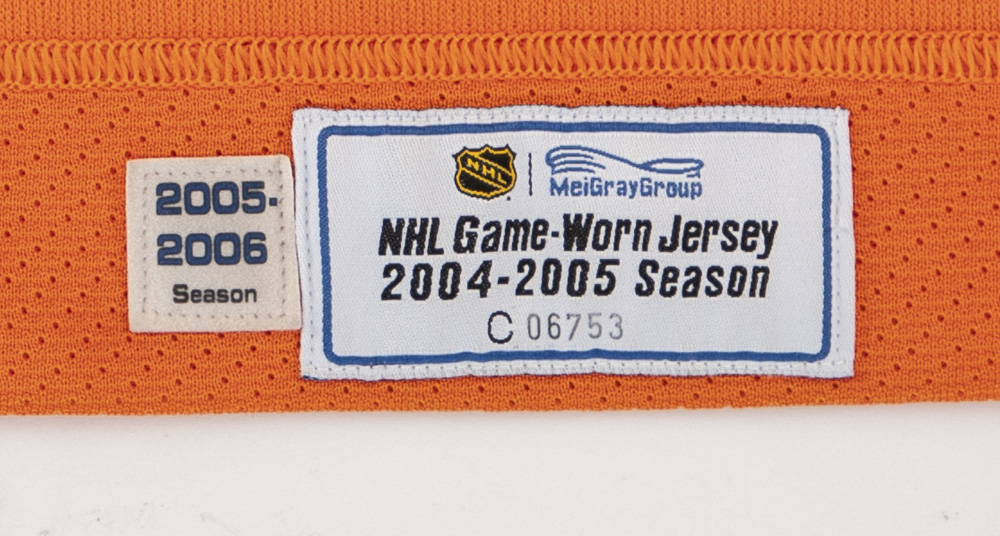 2005-
2006
Season
NHL
MeiGrayGroup
NHL Game-Worn Jersey
2004-2005 Season
C 06753